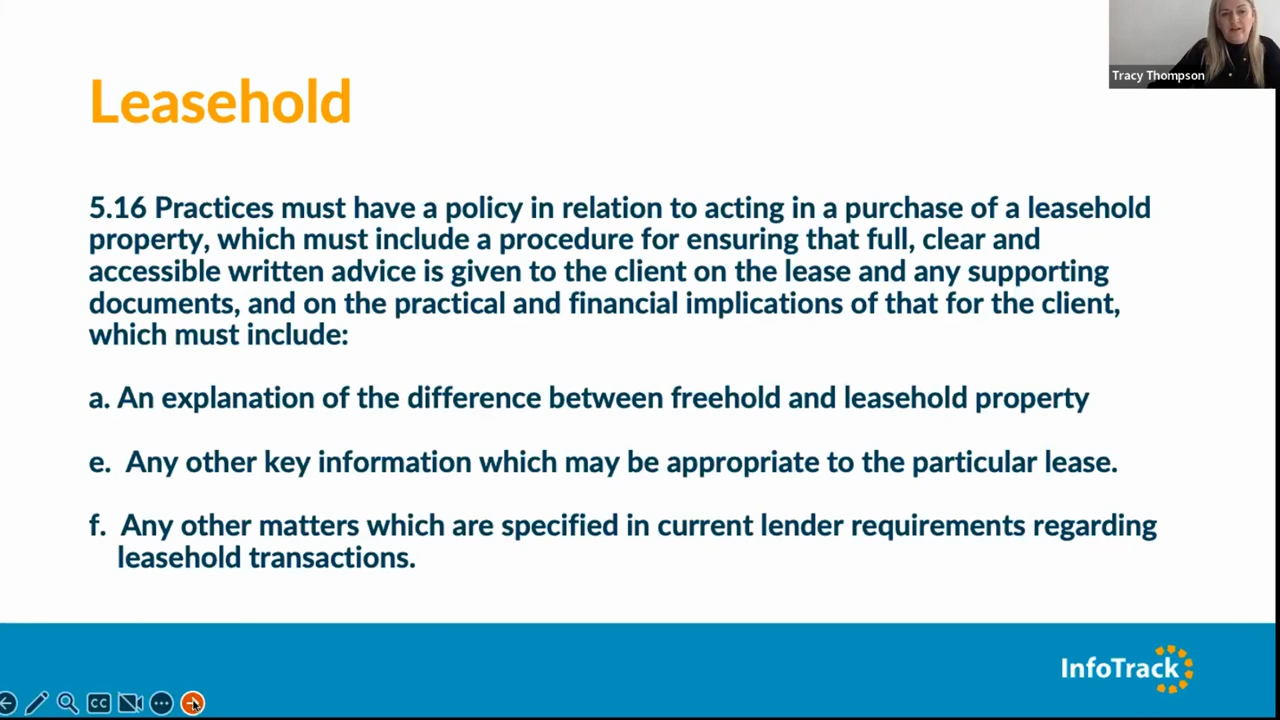 Tracy Thompson
Leasehold
5.16 Practices must have a policy in relation to acting in a purchase of a leasehold
property, which must include a procedure for ensuring that full, clear and
accessible written advice is given to the client on the lease and any supporting
documents, and on the practical and financial implications of that for the client,
which must include:
a. An explanation of the difference between freehold and leasehold property
e. Any other key information which may be appropriate to the particular lease.
f. Any other matters which are specified in current lender requirements regarding
leasehold transactions.
InfoTrack
CC